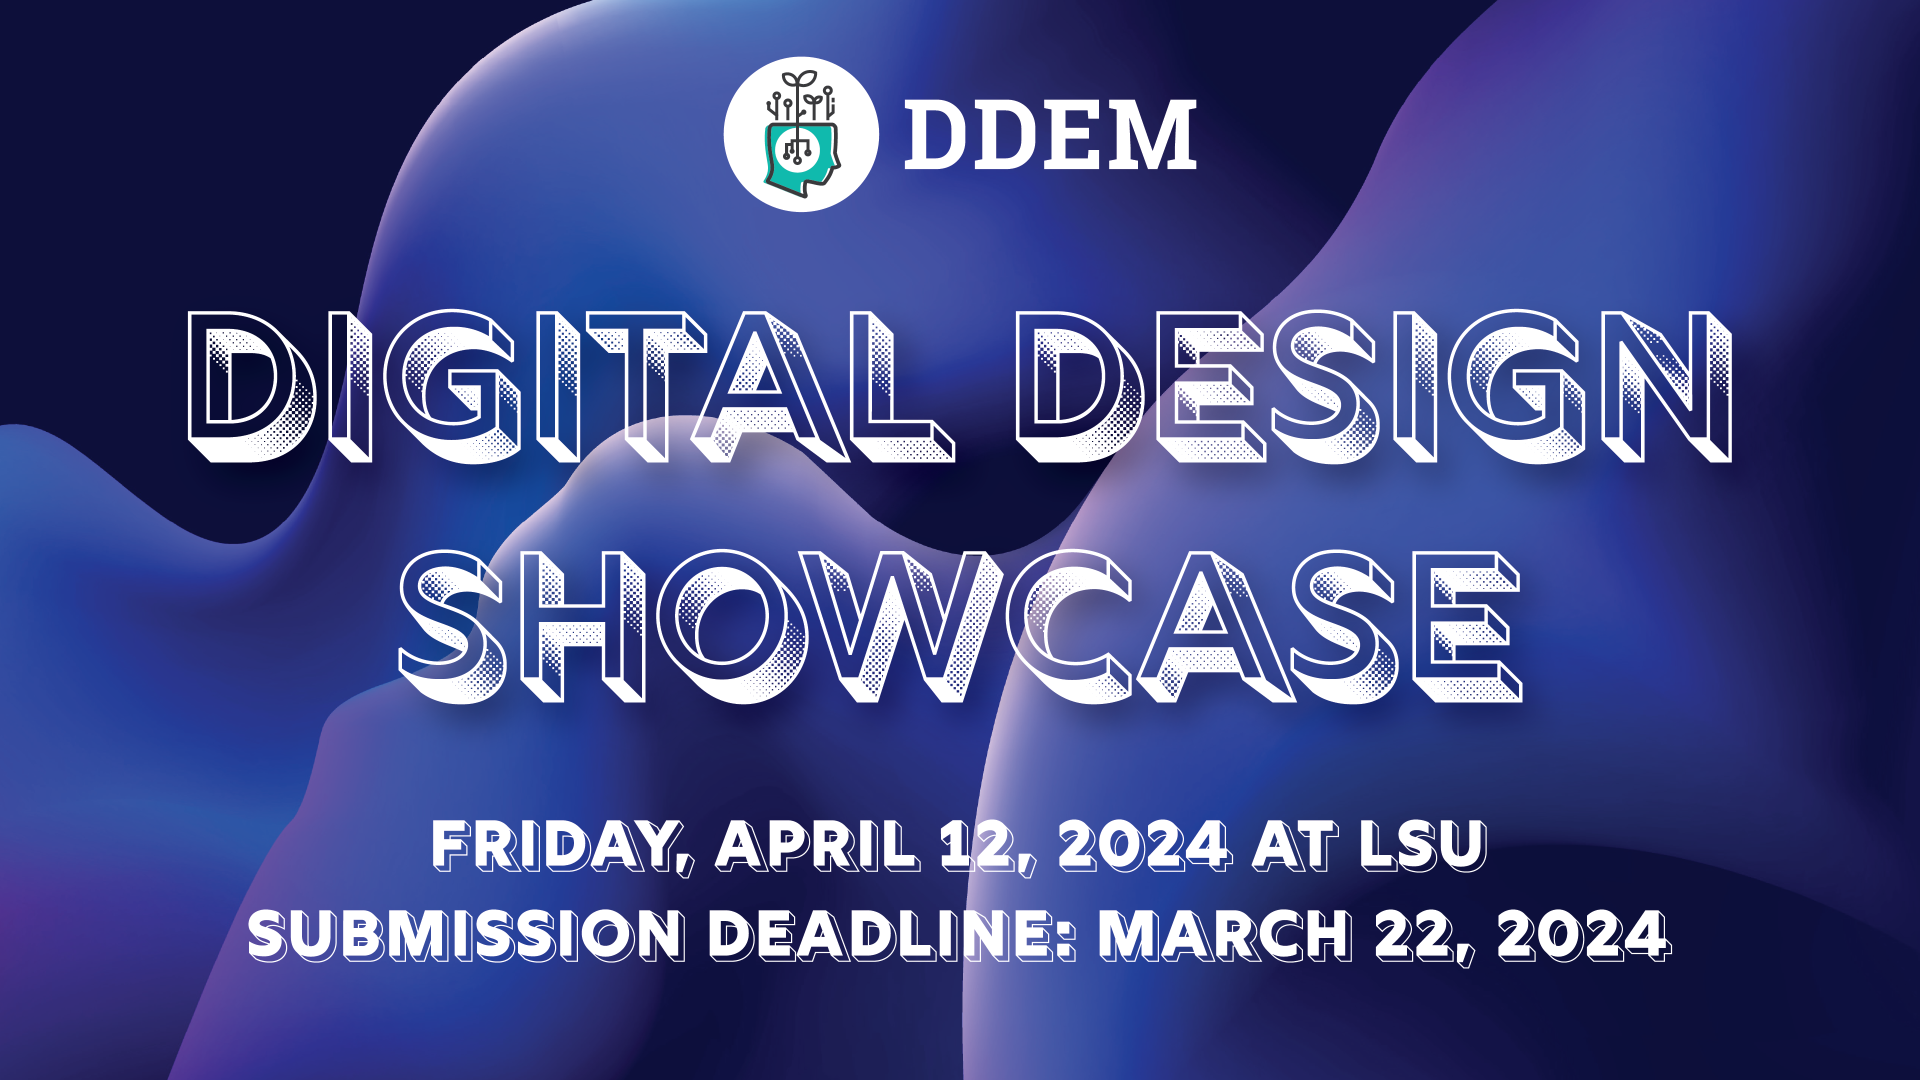 DDEM
DIGITAL DESIGN
SHOWCASE
FRIDAY, APRIL 12, 2024 AT LSU
SUBMISSION DEADLINE: MARCH 22, 2024